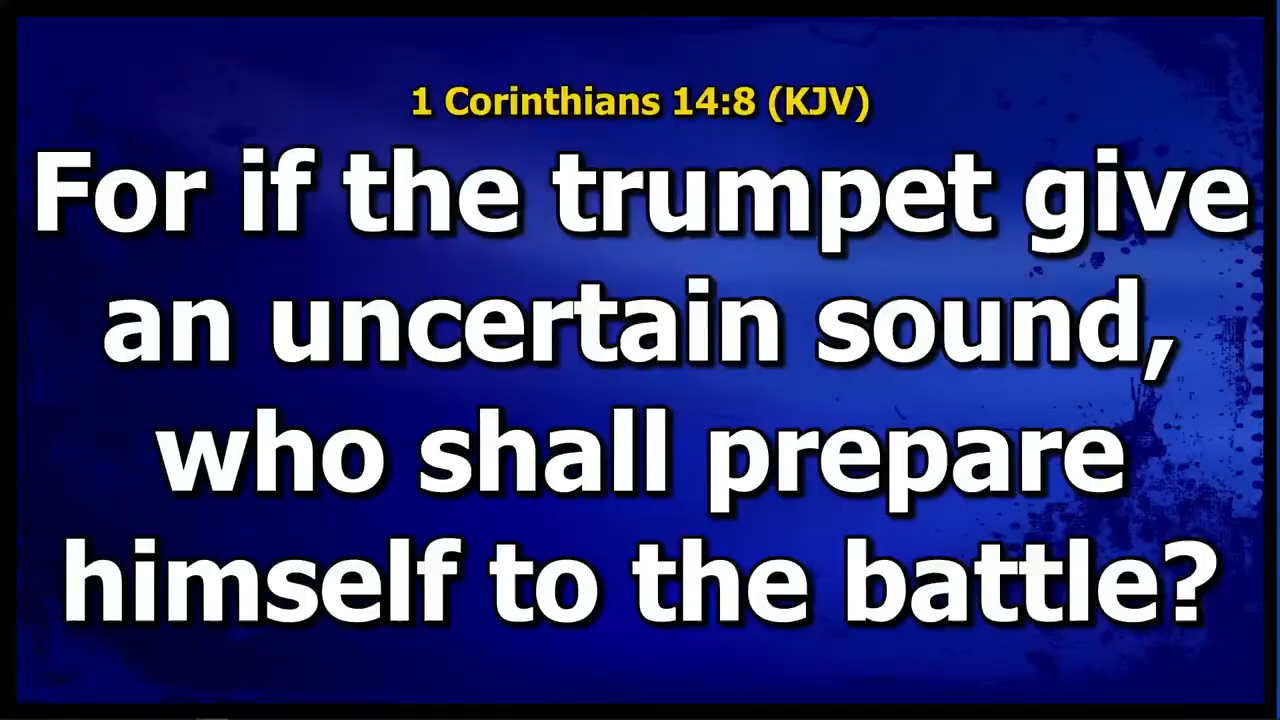 1 Corinthians 14:8 (KJV)
For if the trumpet give
an uncertain sound,
who shall prepare
himself to the battle?